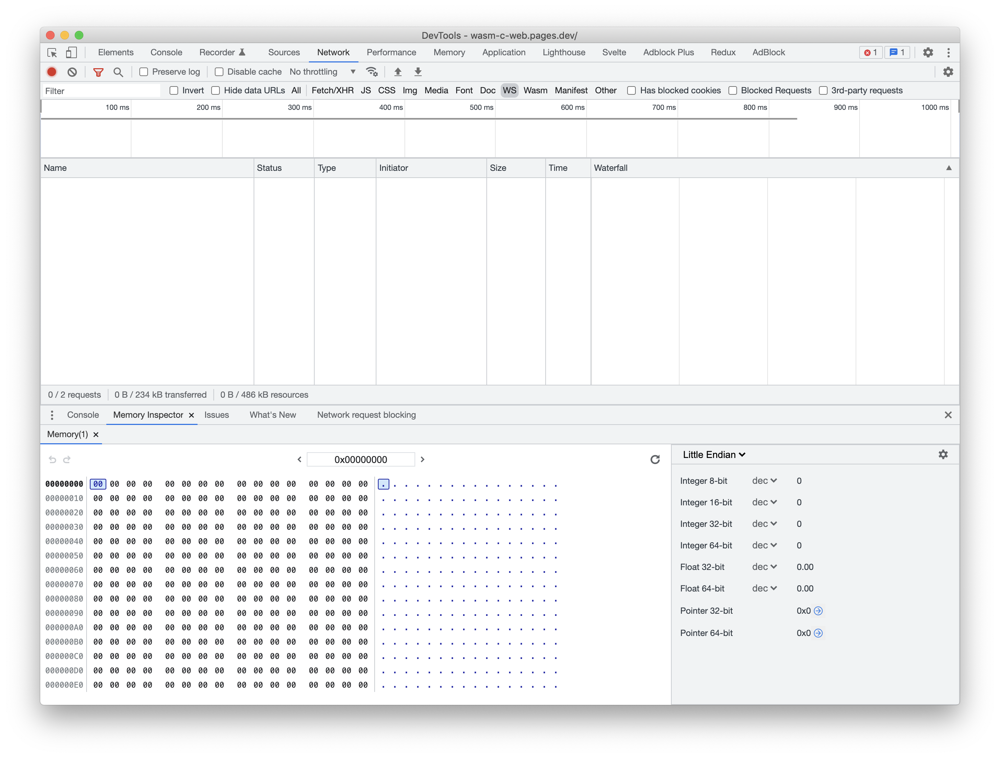 DevTools - wasm-c-web.pages.dev/
Elements Console Recorder Sources Network Performance Memory Application Lighthouse Svelte Adblock Plus Redux AdBlock 1 1
Preserve log Disable cache No throttling
Filter Invert Hide data URLs All Fetch/XHR JS CSS Img Media Font Doc WS Wasm Manifest Other Has blocked cookies Blocked Requests 3rd-party requests
100 ms 200 ms 300 ms 400 ms 500 ms 600 ms 700 ms 800 ms 900 ms 1000 ms
Name Status Type Initiator Size Time Waterfall
0 / 2 requests 0 B / 234 kB transferred 0 B / 486 kB resources
Console Memory Inspector Issues What's New Network request blocking
Memory(1)
0x00000000
00000000 00 00 00 00 00 00 00 00 00 00 00 00 00 00 00 00 . . . . . . . . . . . . . . . .
00000010 00 00 00 00 00 00 00 00 00 00 00 00 00 00 00 00 . . . . . . . . . . . . . . . .
00000020 00 00 00 00 00 00 00 00 00 00 00 00 00 00 00 00 . . . . . . . . . . . . . . . .
00000030 00 00 00 00 00 00 00 00 00 00 00 00 00 00 00 00 . . . . . . . . . . . . . . . .
00000040 00 00 00 00 00 00 00 00 00 00 00 00 00 00 00 00 . . . . . . . . . . . . . . . .
00000050 00 00 00 00 00 00 00 00 00 00 00 00 00 00 00 00 . . . . . . . . . . . . . . . .
00000060 00 00 00 00 00 00 00 00 00 00 00 00 00 00 00 00 . . . . . . . . . . . . . . . .
00000070 00 00 00 00 00 00 00 00 00 00 00 00 00 00 00 00 . . . . . . . . . . . . . . . .
00000080 00 00 00 00 00 00 00 00 00 00 00 00 00 00 00 00 . . . . . . . . . . . . . . . .
00000090 00 00 00 00 00 00 00 00 00 00 00 00 00 00 00 00 . . . . . . . . . . . . . . . .
000000A0 00 00 00 00 00 00 00 00 00 00 00 00 00 00 00 00 . . . . . . . . . . . . . . . .
000000B0 00 00 00 00 00 00 00 00 00 00 00 00 00 00 00 00 . . . . . . . . . . . . . . . .
000000C0 00 00 00 00 00 00 00 00 00 00 00 00 00 00 00 00 . . . . . . . . . . . . . . . .
000000D0 00 00 00 00 00 00 00 00 00 00 00 00 00 00 00 00 . . . . . . . . . . . . . . . .
000000E0 00 00 00 00 00 00 00 00 00 00 00 00 00 00 00 00 . . . . . . . . . . . . . . . .
Little Endian
Integer 8-bit dec 0
Integer 16-bit dec 0
Integer 32-bit dec 0
Integer 64-bit dec 0
Float 32-bit dec 0.00
Float 64-bit dec 0.00
Pointer 32-bit 0x0
Pointer 64-bit 0x0